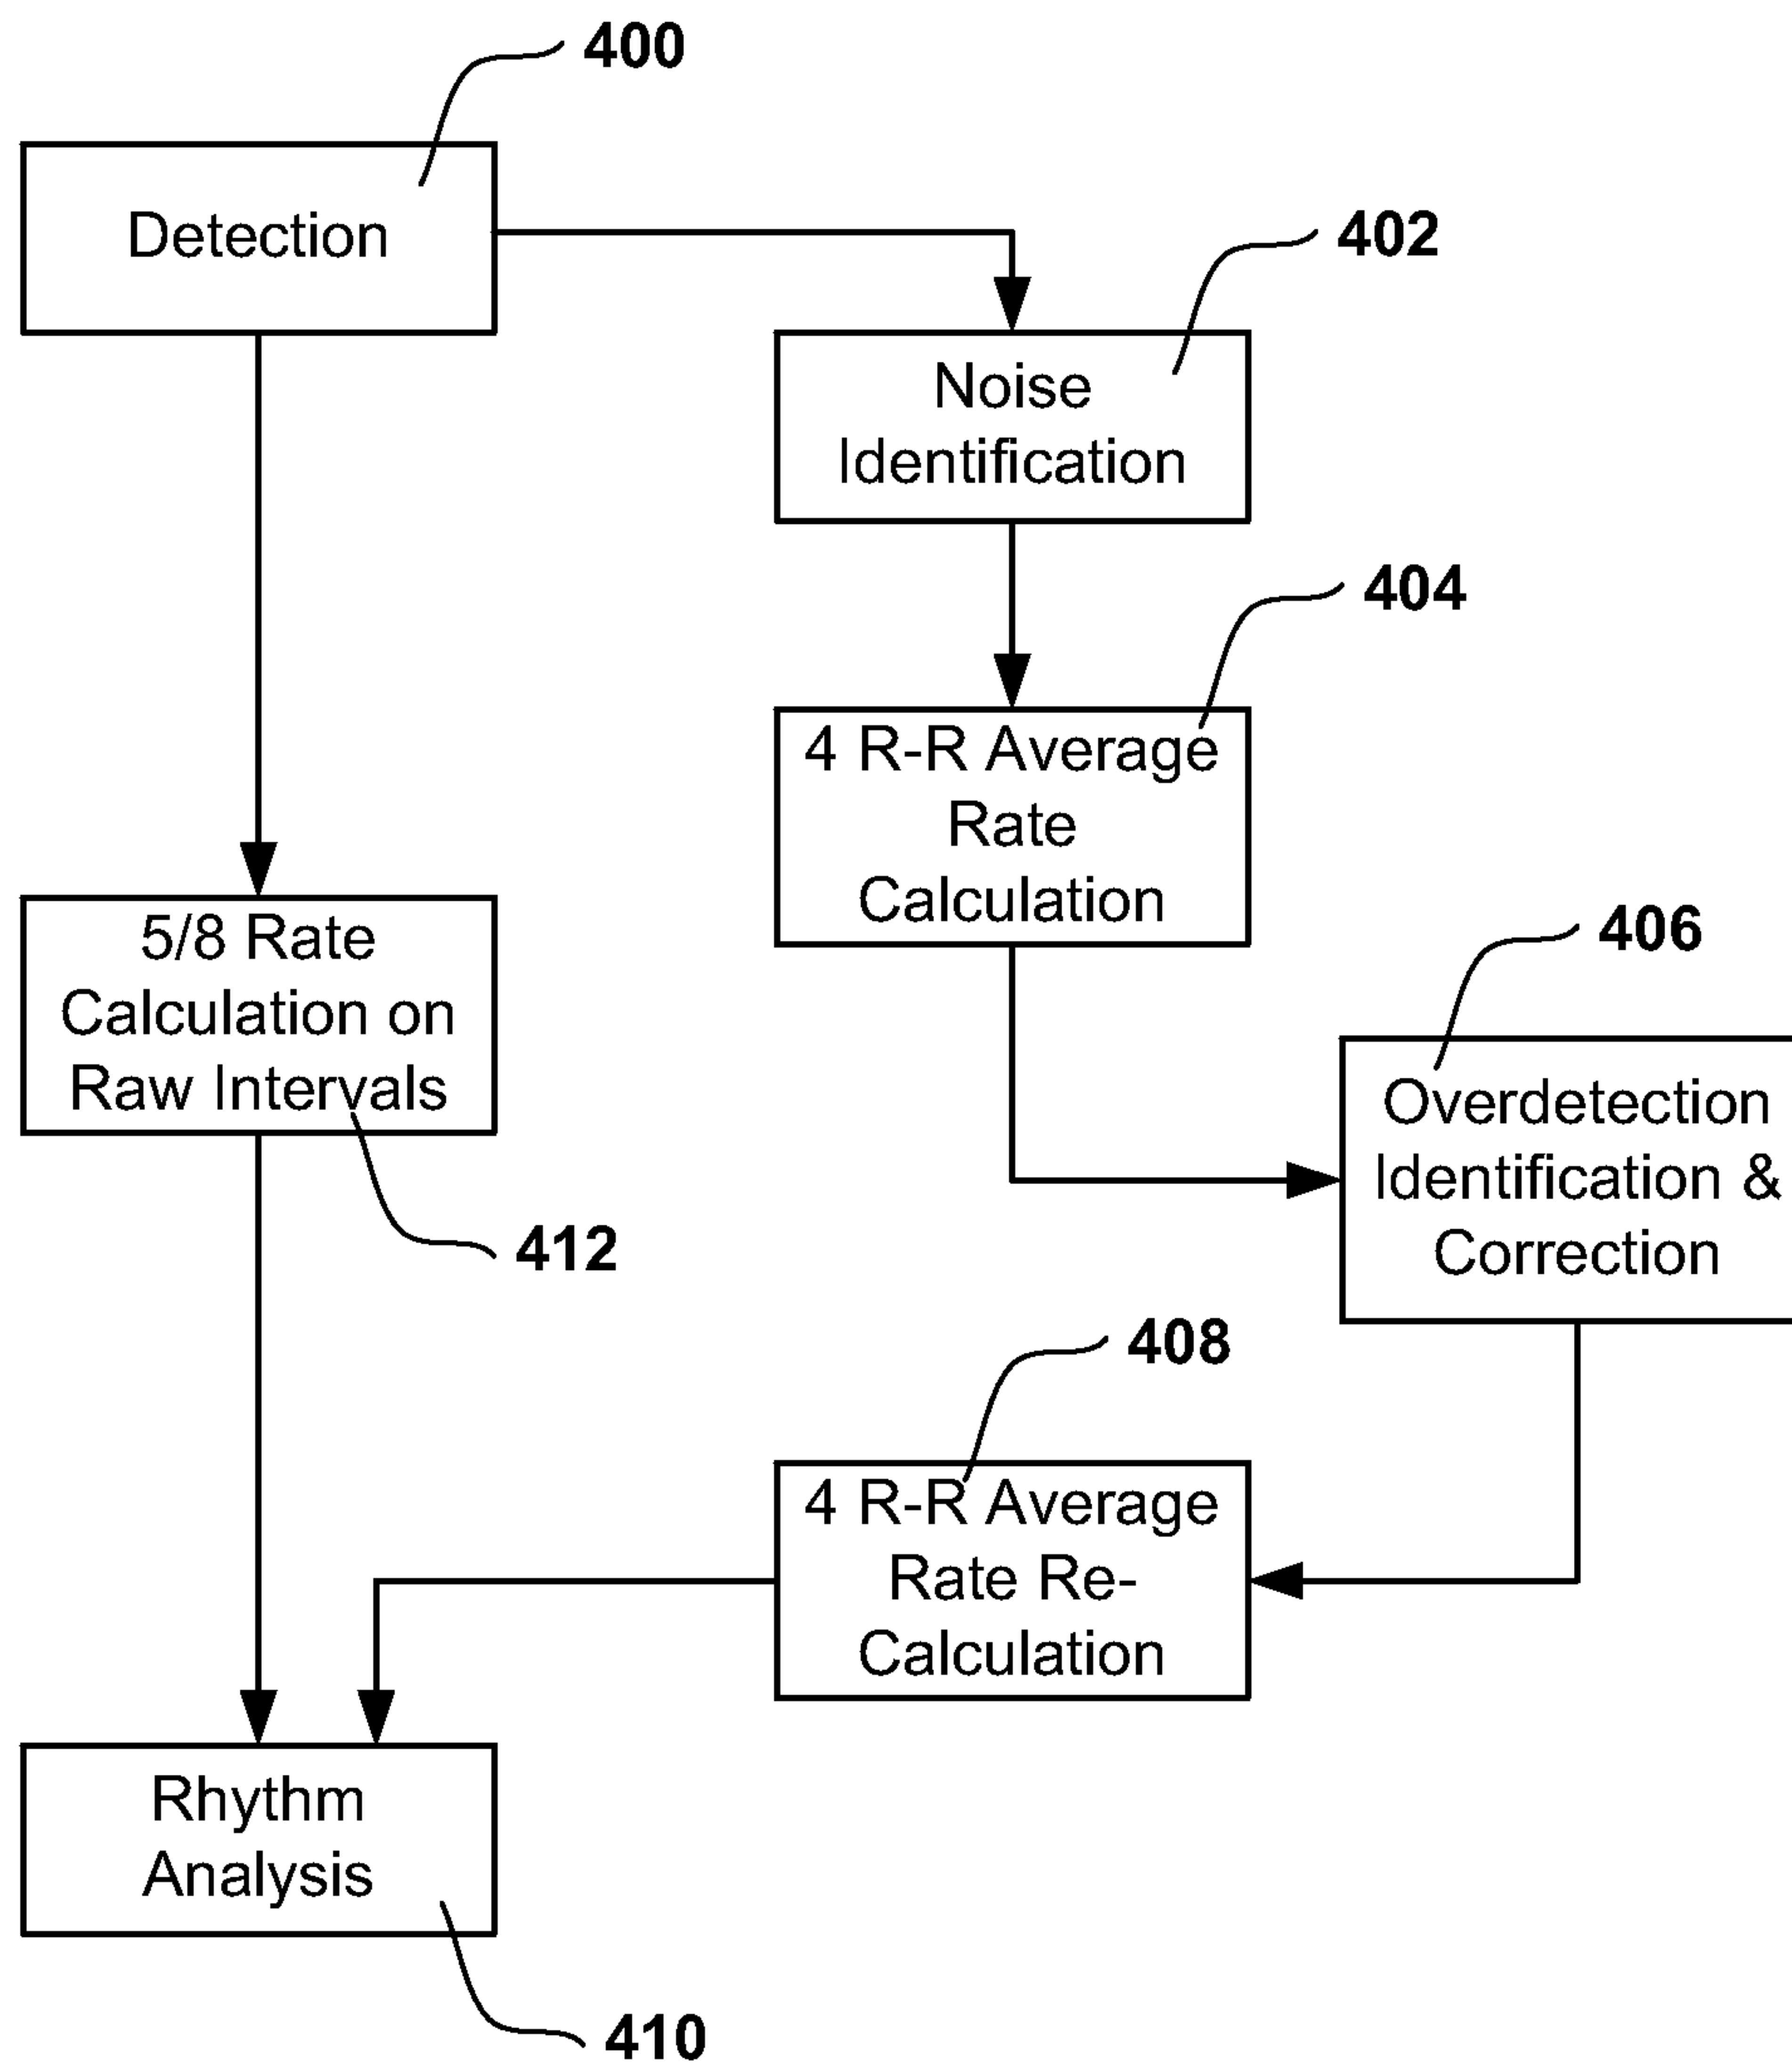 400
Detection
402
Noise
Identification
404
4 R-R Average
Rate
Calculation
406
5/8 Rate
Calculation on
Raw Intervals
412
Overdetection
Identification &
Correction
408
4 R-R Average
Rate Re-
Calculation
Rhythm
Analysis
410